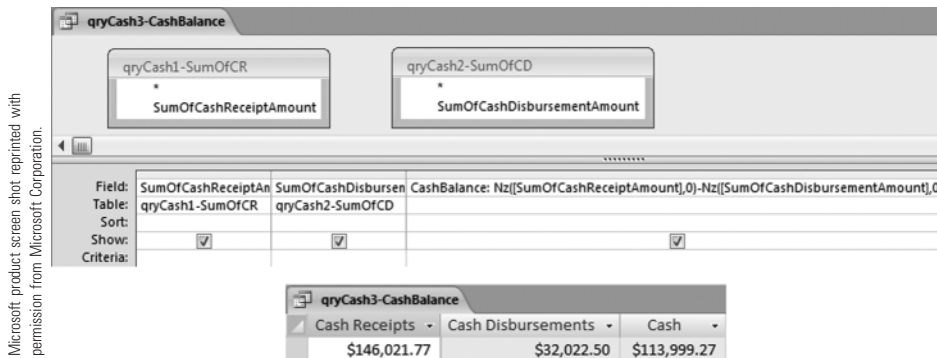 Microsoft product screen shot reprinted with
permission from Microsoft Corporation.
qryCash3-CashBalance
qryCash1-SumOfCR
*
SumOfCashReceiptAmount
qryCash2-SumOfCD
*
SumOfCashDisbursementAmount
Field: SumOfCashReceiptAn SumOfCashDisbursen CashBalance: Nz([SumOfCashReceiptAmount],0)-Nz([SumOfCashDisbursementAmount],0
Table: qryCash1-SumOfCR qryCash2-SumOfCD
Sort:
Show:
Criteria:
qryCash3-CashBalance
Cash Receipts Cash Disbursements Cash
$146,021.77 $32,022.50 $113,999.27